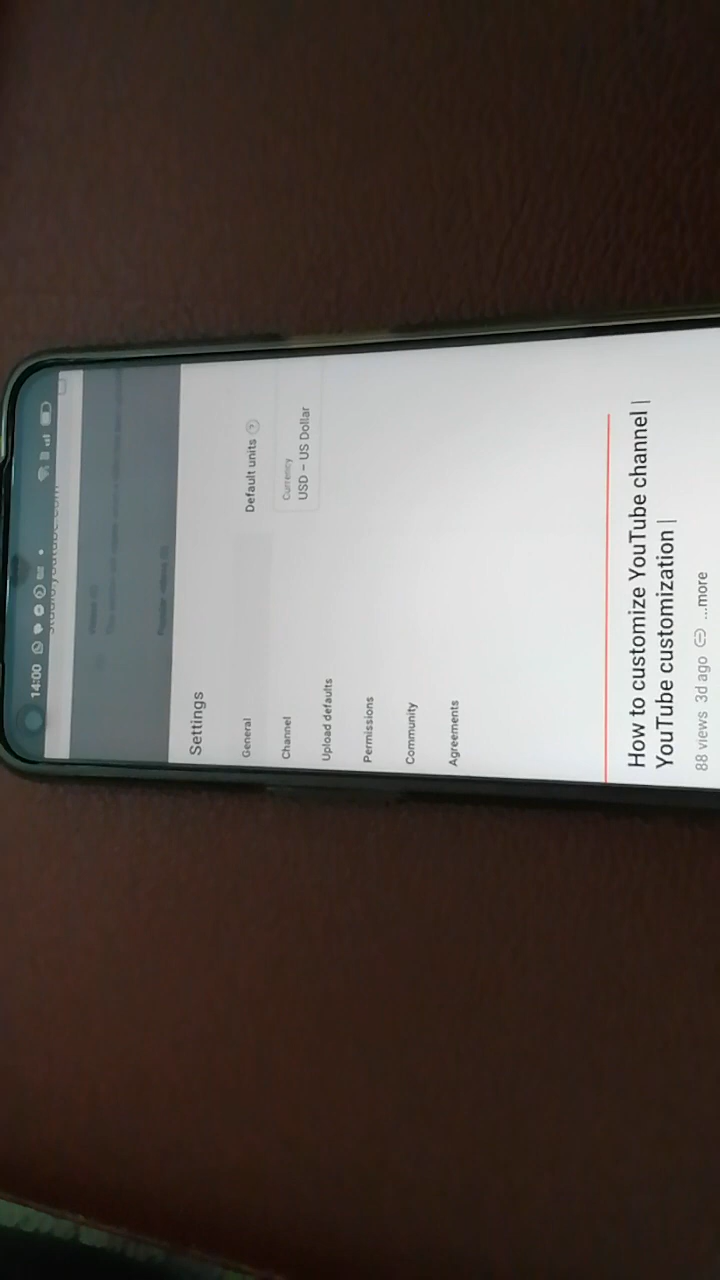 14:00
Settings
General
Channel
Upload defaults
Permissions
Community
Agreements
Default units ?
Currency
USD – US Dollar
How to customize YouTube channel |
YouTube customization |
88 views 3d ago ...more